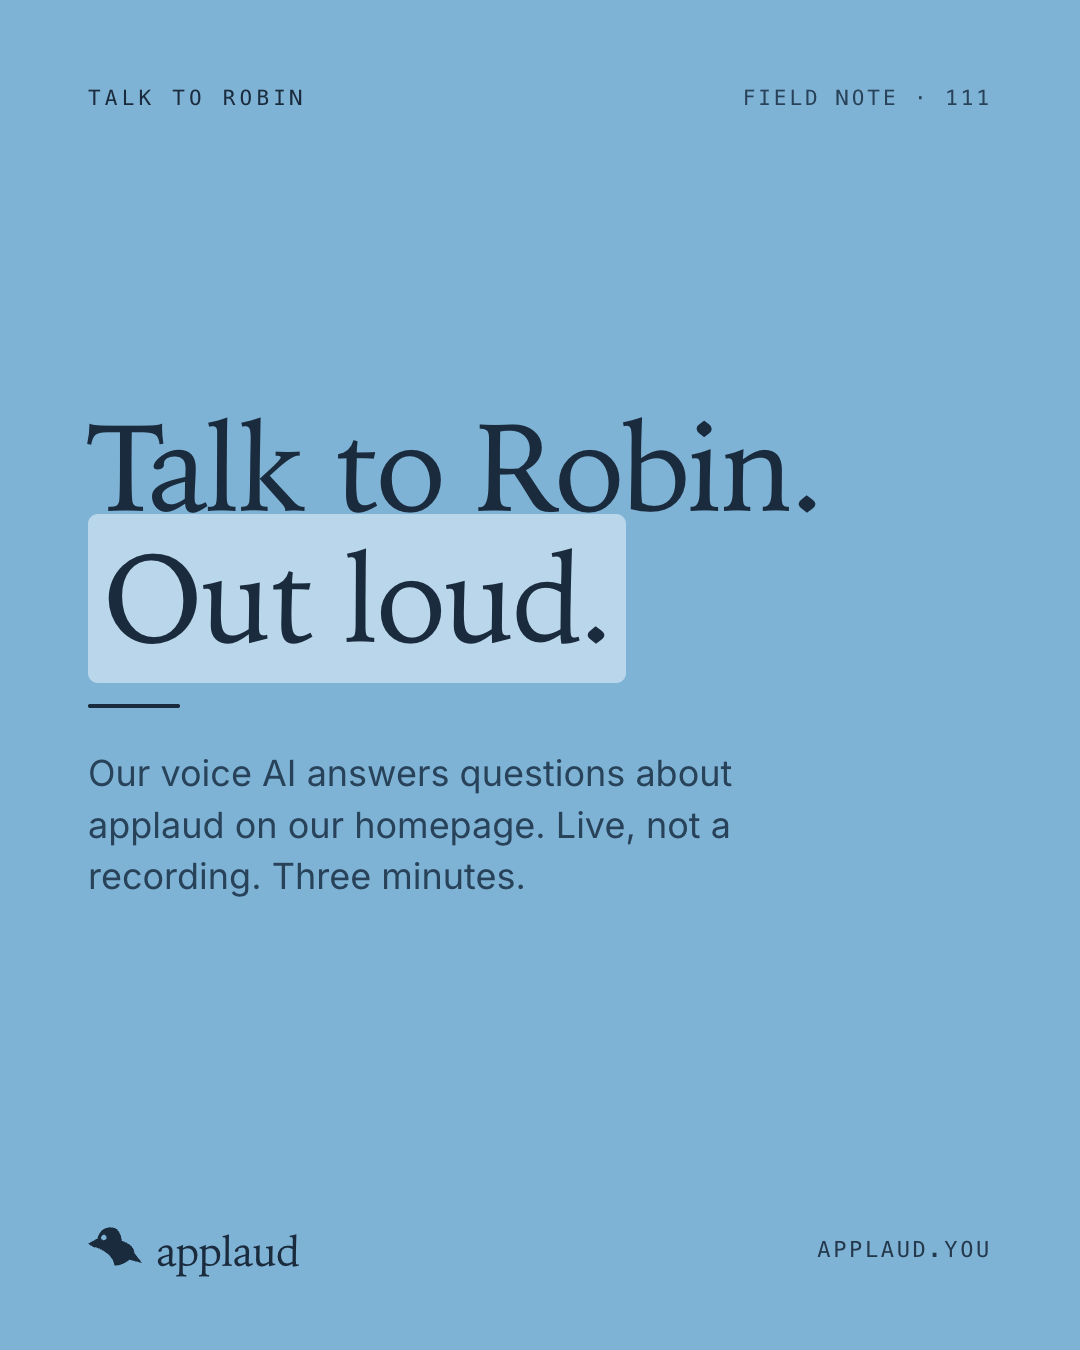 TALK TO ROBIN
FIELD NOTE · 111
Talk to Robin.
Out loud.
Our voice AI answers questions about
applaud on our homepage. Live, not a
recording. Three minutes.
applaud
APPLAUD.YOU